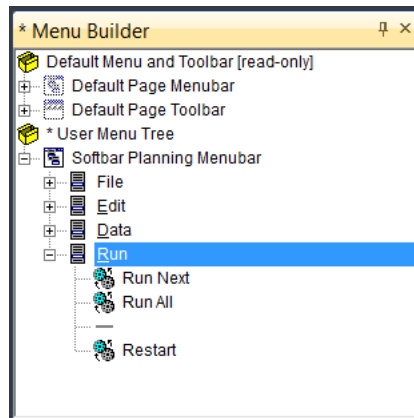 * Menu Builder
Default Menu and Toolbar [read-only]
Default Page Menubar
Default Page Toolbar
* User Menu Tree
Softbar Planning Menubar
File
Edit
Data
Run
Run Next
Run All
Restart